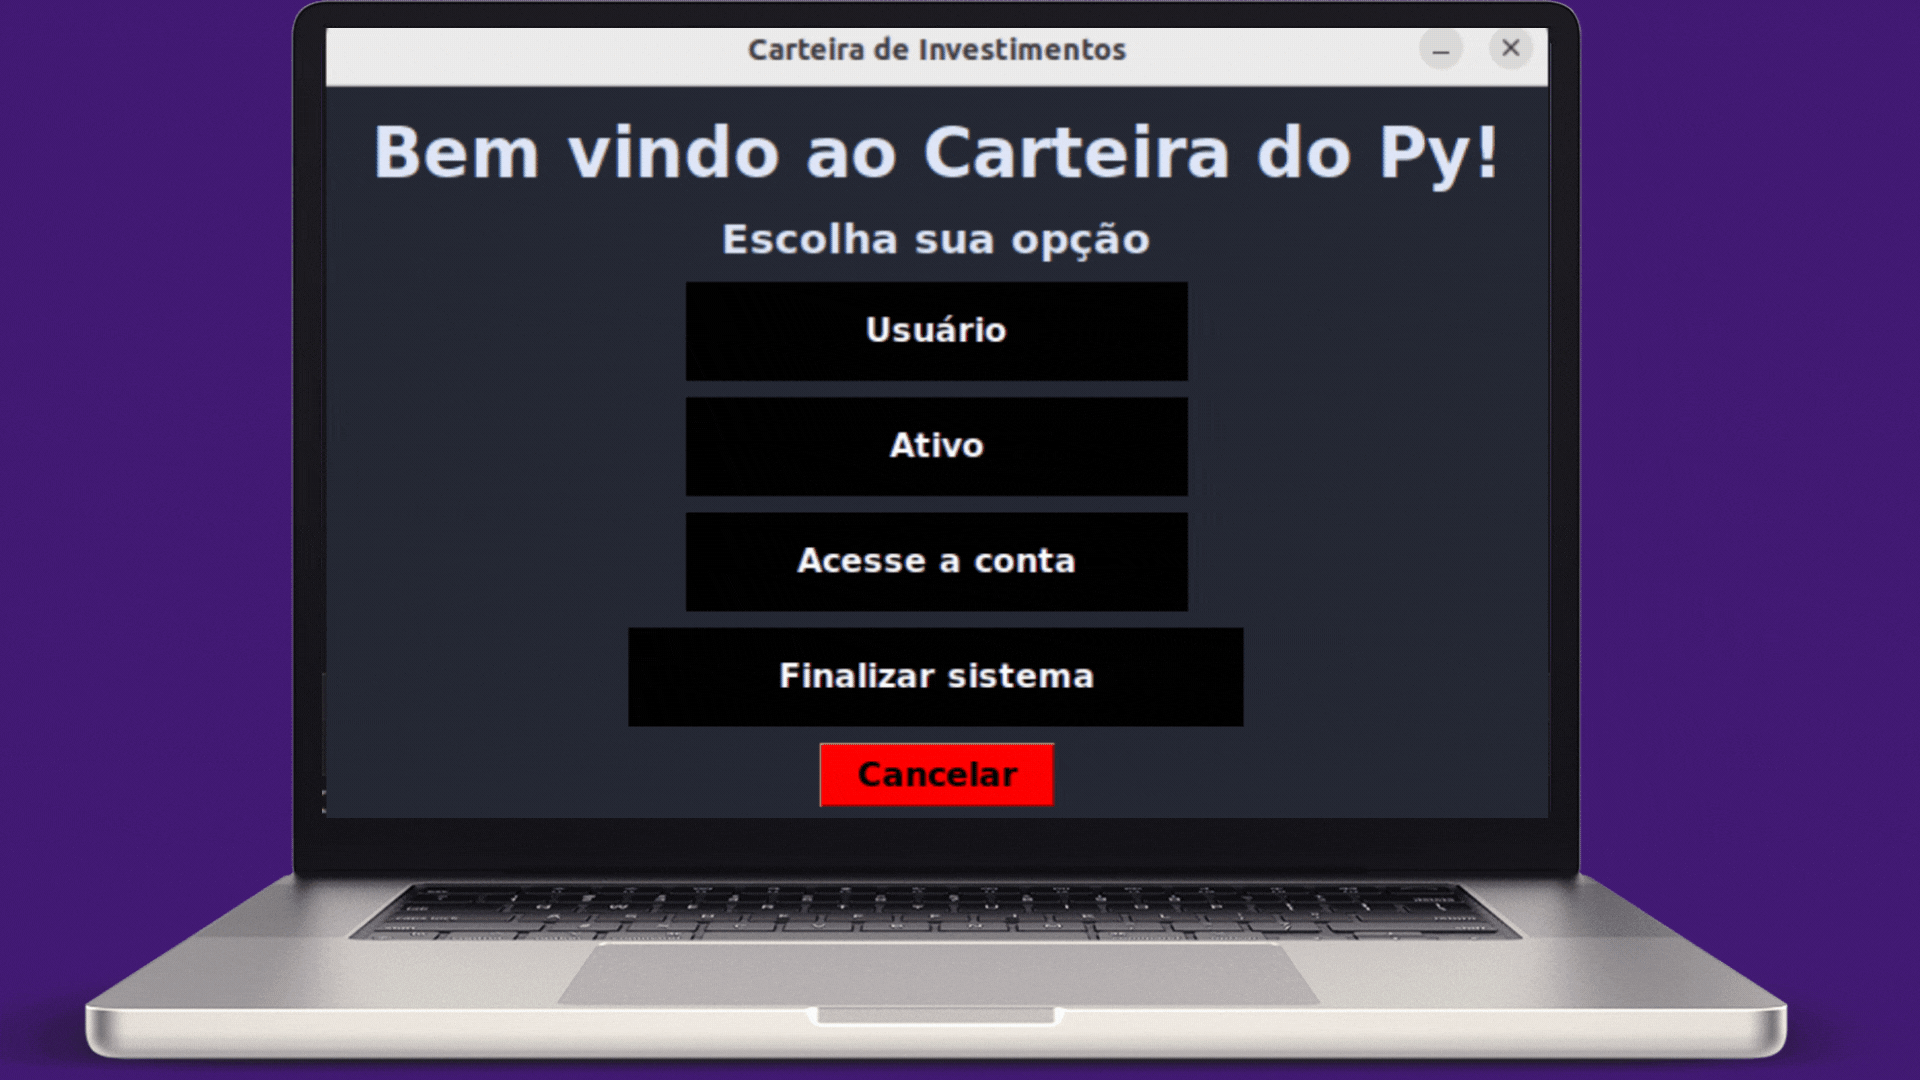 Carteira de Investimentos
Bem vindo ao Carteira do Py!
Escolha sua opção
Usuário
Ativo
Acesse a conta
Finalizar sistema
Cancelar